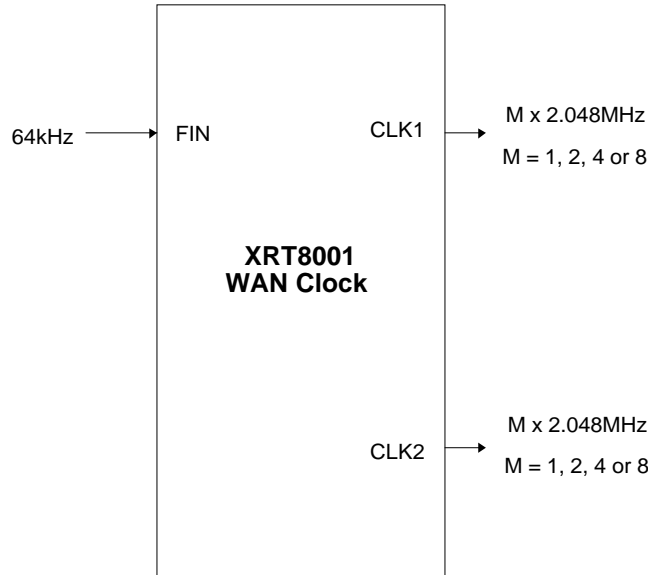 64kHz
FIN
CLK1
M x 2.048MHz
M = 1, 2, 4 or 8
XRT8001
WAN Clock
CLK2
M x 2.048MHz
M = 1, 2, 4 or 8